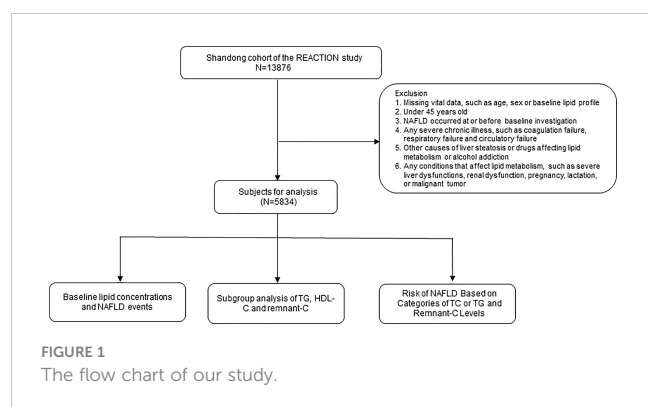 Shandong cohort of the REACTION study
N=13876
Exclusion
1. Missing vital data, such as age, sex or baseline lipid profile
2. Under 45 years old
3. NAFLD occurred at or before baseline investigation
4. Any severe chronic illness, such as coagulation failure,
respiratory failure and circulatory failure
5. Other causes of liver steatosis or drugs affecting lipid
metabolism or alcohol addiction
6. Any conditions that affect lipid metabolism, such as severe
liver dysfunctions, renal dysfunction, pregnancy, lactation,
or malignant tumor
Subjects for analysis
(N=5834)
Baseline lipid concentrations
and NAFLD events
Subgroup analysis of TG, HDL-
C and remnant-C
Risk of NAFLD Based on
Categories of TC or TG and
Remnant-C Levels
FIGURE 1
The flow chart of our study.